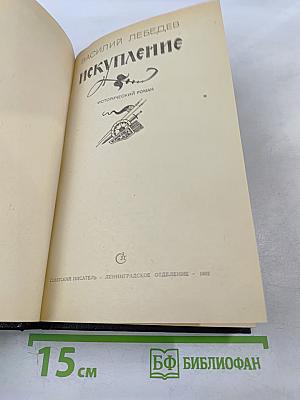 ВАСИЛИЙ ЛЕБЕДЕВ
ИСКУПЛЕНИЕ
ИСТОРИЧЕСКИЙ РОМАН
СОВЕТСКИЙ ПИСАТЕЛЬ · ЛЕНИНГРАДСКОЕ ОТДЕЛЕНИЕ ·
15 см
БФ БИБЛИОФАН